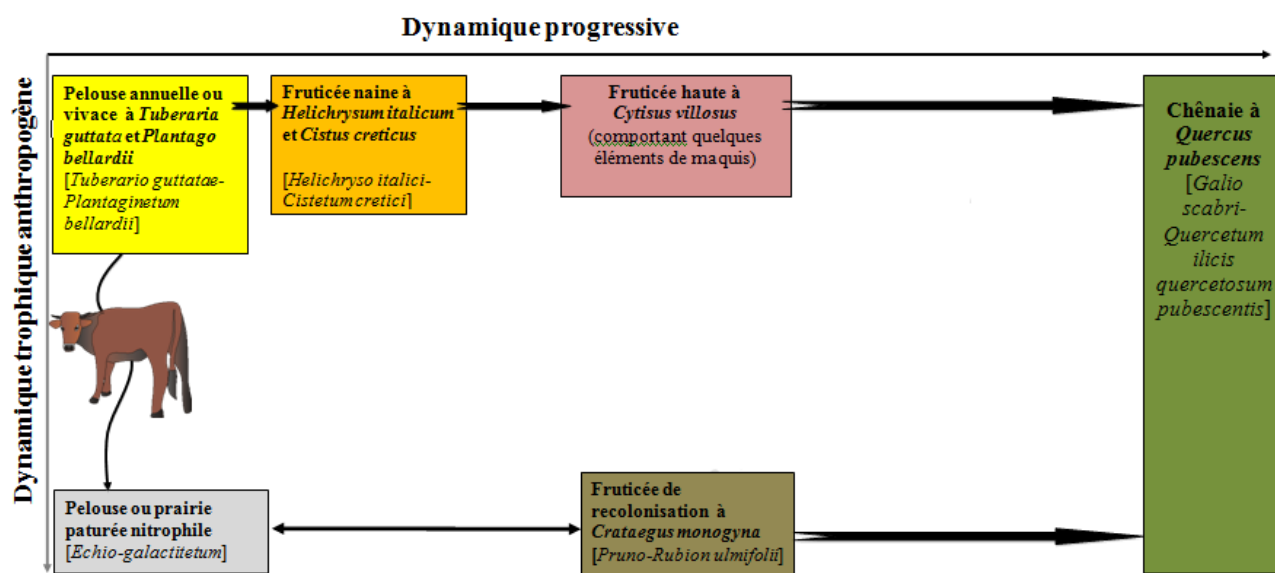 Dynamique progressive
Dynamique trophique anthropogène
Pelouse annuelle ou
vivace à Tuberaria
guttata et Plantago
bellardii
[Tuberario guttatae-
Plantaginetum
bellardii]
Fruticée naine à
Helichrysum italicum
et Cistus creticus
[Helichryso italici-
Cistetum cretici]
Fruticée haute à
Cytisus villosus
(comportant quelques
éléments de maquis)
Chênaie à
Quercus
pubescens
[Galio
scabri-
Quercetum
ilicis
quercetosum
pubescentis]
Pelouse ou prairie
paturée nitrophile
[Echio-galactitetum]
Fruticée de
recolonisation à
Crataegus monogyna
[Pruno-Rubion ulmifolii]